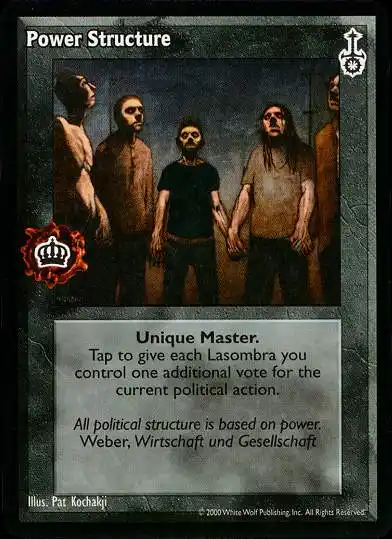 Power Structure
Unique Master.
Tap to give each Lasombra you
control one additional vote for the
current political action.
All political structure is based on power.
Weber, Wirtschaft und Gesellschaft
Illus. Pat Kochakji
© 2000 White Wolf Publishing, Inc. All Rights Reserved.